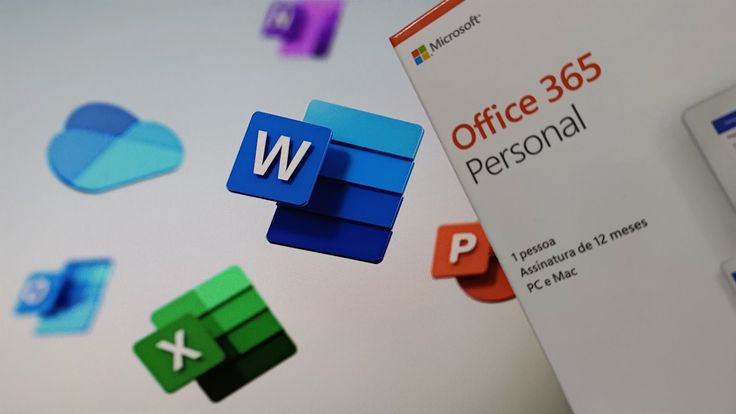 W
X
P
Microsoft
Office 365
Personal
1 pessoa
Assinatura de 12 meses
PC e Mac